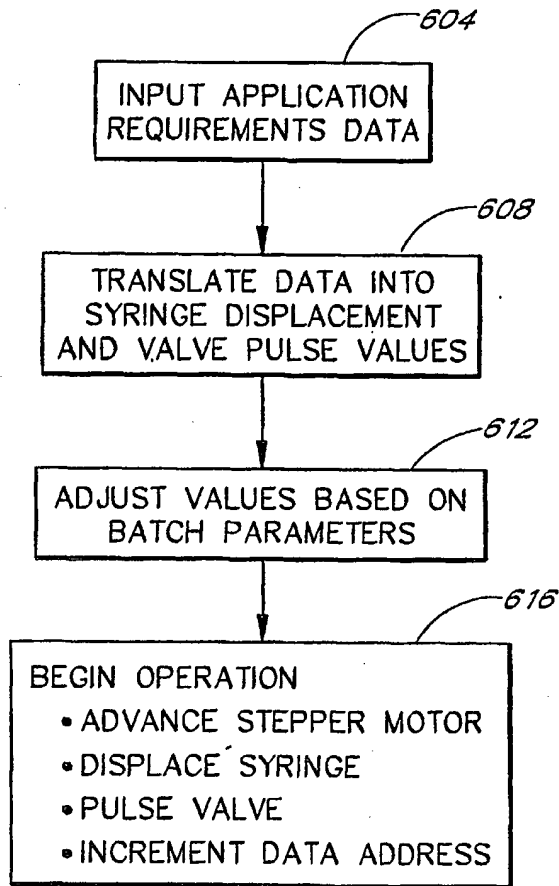 604
INPUT APPLICATION
REQUIREMENTS DATA
608
TRANSLATE DATA INTO
SYRINGE DISPLACEMENT
AND VALVE PULSE VALUES
612
ADJUST VALUES BASED ON
BATCH PARAMETERS
616
BEGIN OPERATION
• ADVANCE STEPPER MOTOR
• DISPLACE SYRINGE
• PULSE VALVE
• INCREMENT DATA ADDRESS